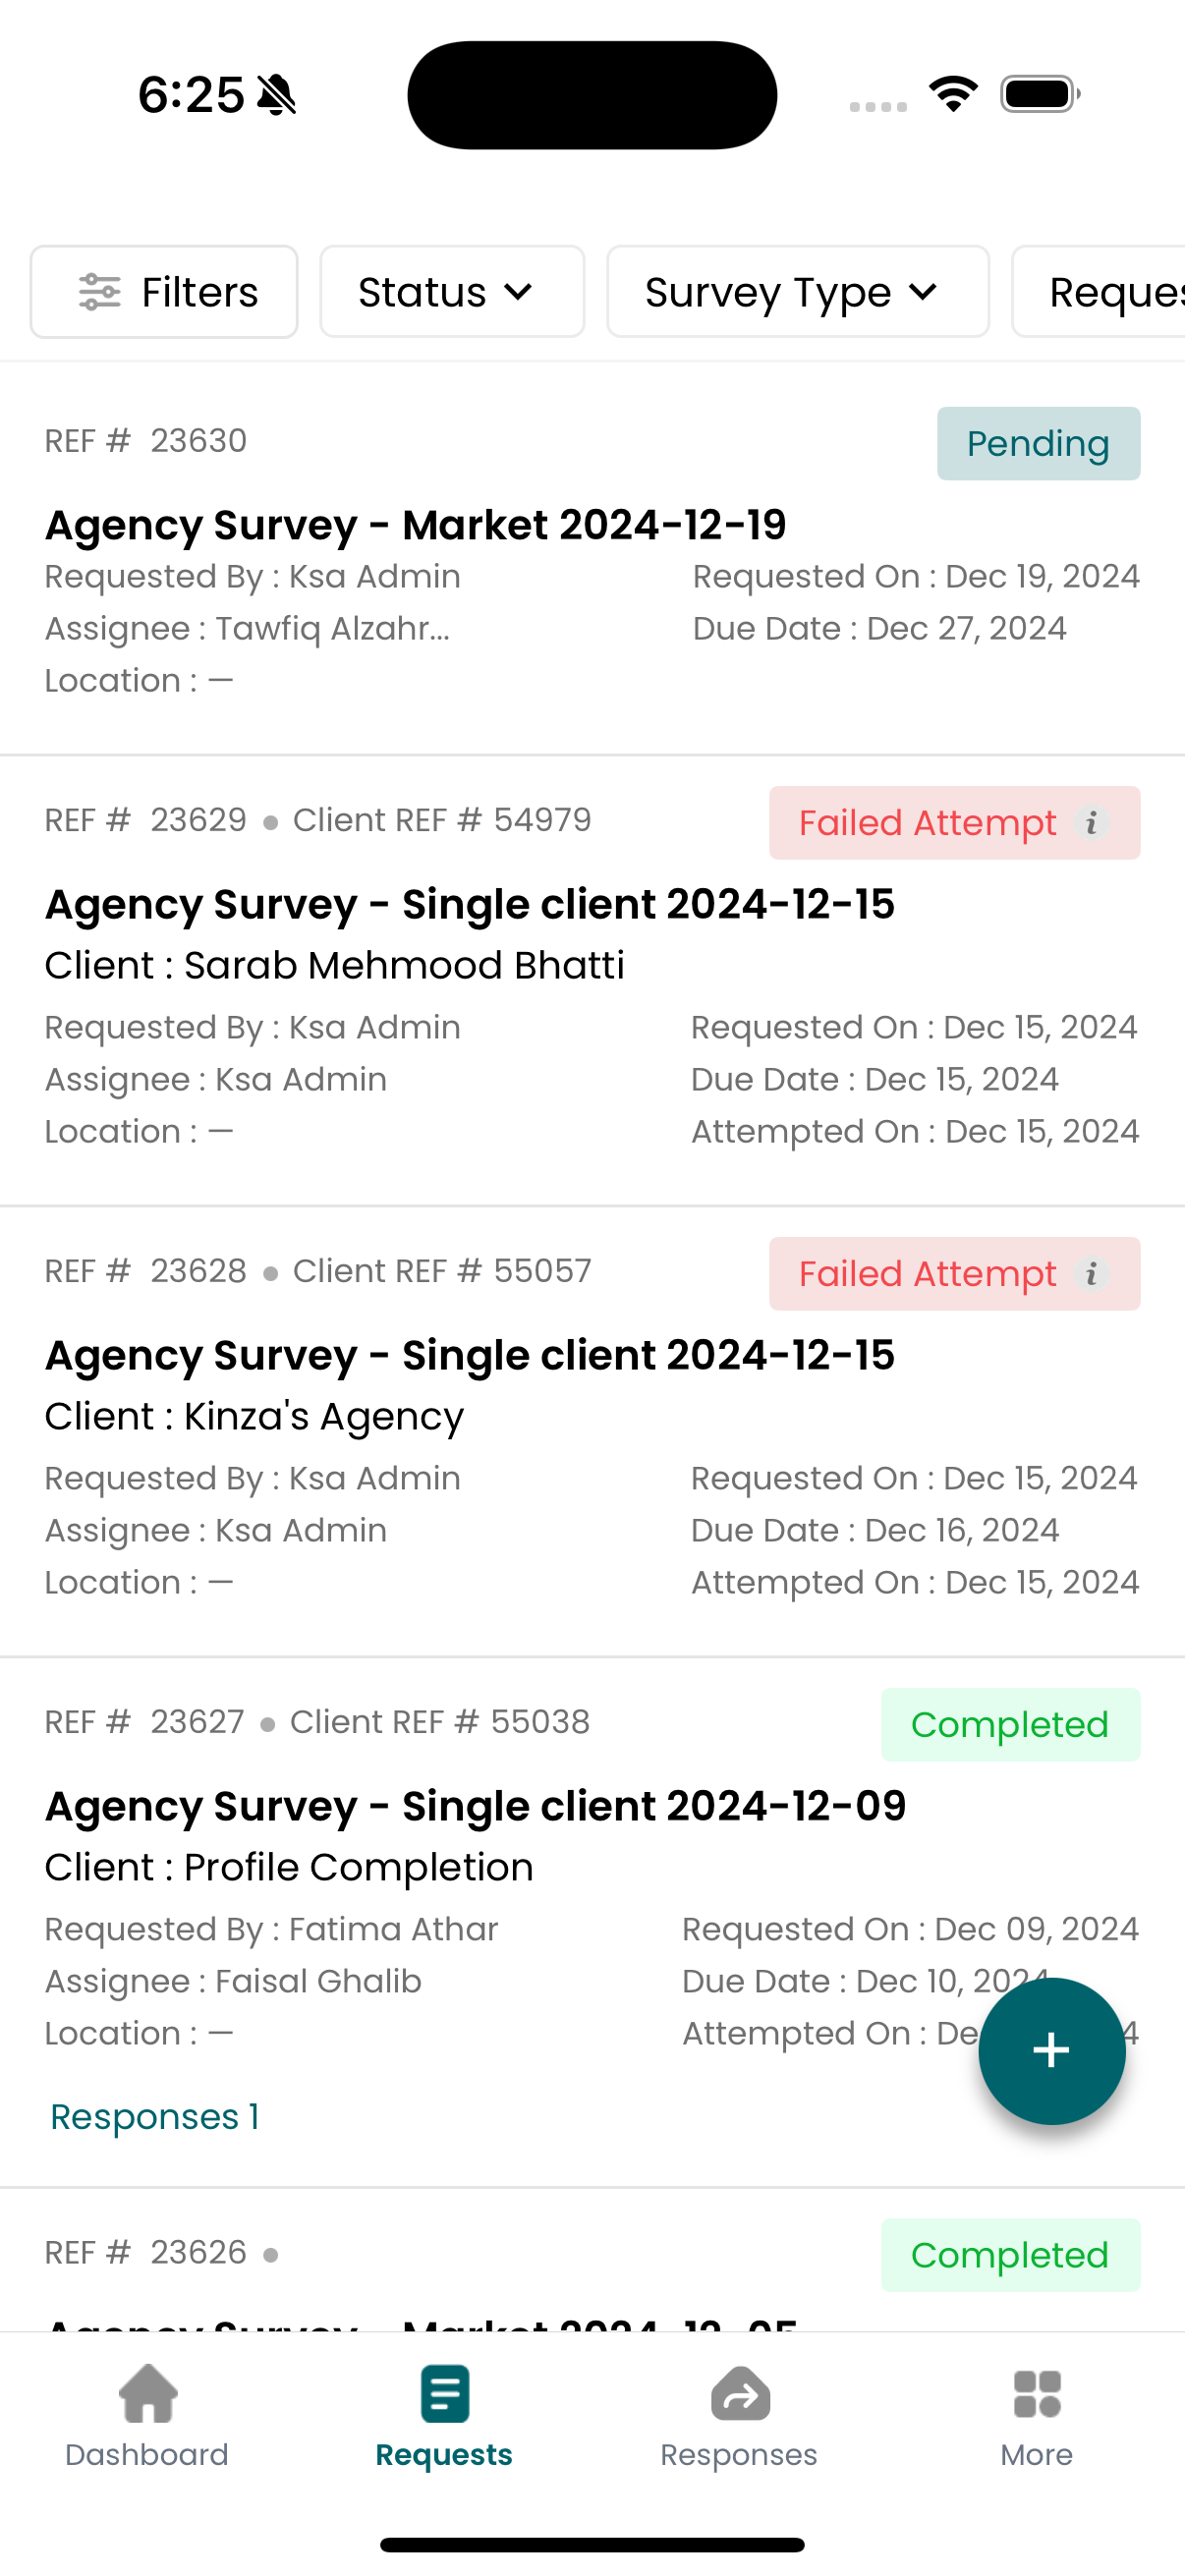 6:25
Filters Status Survey Type
REF # 23630 Pending
Agency Survey - Market 2024-12-19
Requested By : Ksa Admin Requested On : Dec 19, 2024
Assignee : Tawfiq Alzahr... Due Date : Dec 27, 2024
Location : —
REF # 23629 • Client REF # 54979 Failed Attempt i
Agency Survey - Single client 2024-12-15
Client : Sarab Mehmood Bhatti
Requested By : Ksa Admin Requested On : Dec 15, 2024
Assignee : Ksa Admin Due Date : Dec 15, 2024
Location : — Attempted On : Dec 15, 2024
REF # 23628 • Client REF # 55057 Failed Attempt i
Agency Survey - Single client 2024-12-15
Client : Kinza's Agency
Requested By : Ksa Admin Requested On : Dec 15, 2024
Assignee : Ksa Admin Due Date : Dec 16, 2024
Location : — Attempted On : Dec 15, 2024
REF # 23627 • Client REF # 55038 Completed
Agency Survey - Single client 2024-12-09
Client : Profile Completion
Requested By : Fatima Athar Requested On : Dec 09, 2024
Assignee : Faisal Ghalib Due Date : Dec 10, 2024
Location : — Attempted On :
Responses 1
REF # 23626 • Completed
Agency Survey - Market 2024-12-05
Dashboard Requests Responses More